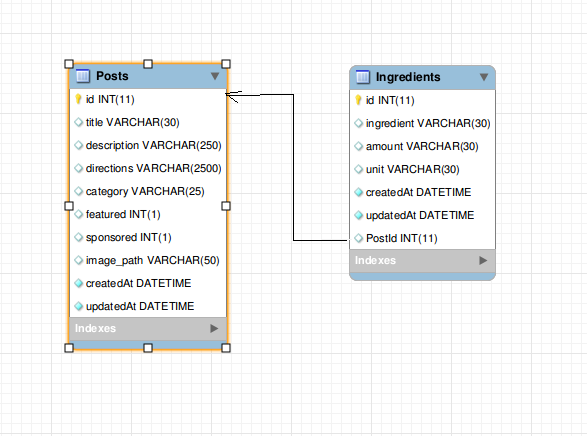 Posts
id INT(11)
title VARCHAR(30)
description VARCHAR(250)
directions VARCHAR(2500)
category VARCHAR(25)
featured INT(1)
sponsored INT(1)
image_path VARCHAR(50)
createdAt DATETIME
updatedAt DATETIME
Indexes
Ingredients
id INT(11)
ingredient VARCHAR(30)
amount VARCHAR(30)
unit VARCHAR(30)
createdAt DATETIME
updatedAt DATETIME
PostId INT(11)
Indexes